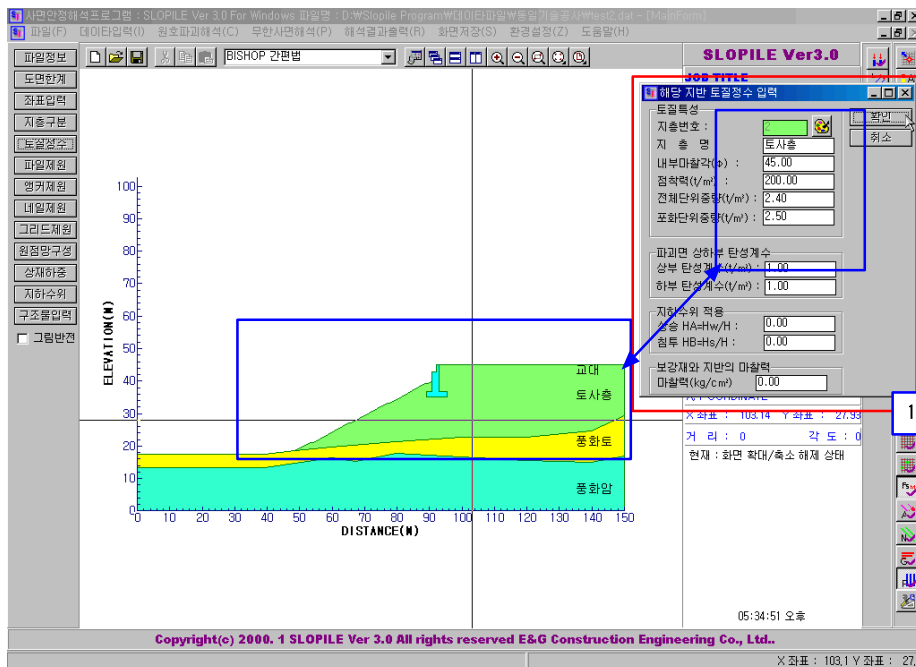 사면안정해석프로그램 : SLOPILE Ver 3.0 For Windows 파일명 : D:₩Slopile Program₩데이타파일₩동일기술공사₩test2.dat - [MainForm]
파일(F) 데이타입력(I) 원호파괴해석(C) 무한사면해석(P) 해석결과출력(R) 화면저장(S) 환경설정(Z) 도움말(H)
파일정보
도면한계
좌표입력
지층구분
토질정수
파일제원
앵커제원
네일제원
그리드제원
원점망구성
상재하중
지하수위
구조물입력
그림반전
BISHOP 간편법
SLOPILE Ver3.0
JOB TITLE
해당 지반 토질정수 입력
토질특성
지층번호 : 2
지 층 명 토사층
내부마찰각(Φ) : 45.00
점착력(t/m²) : 200.00
전체단위중량(t/m³) : 2.40
포화단위중량(t/m³) : 2.50
파괴면 상하부 탄성계수
상부 탄성계수(t/m²) : 1.00
하부 탄성계수(t/m²) : 1.00
지하수위 적용
상승 HA=Hw/H : 0.00
침투 HB=Hs/H : 0.00
보강재와 지반의 마찰력
마찰력(kg/cm²) 0.00
확인
취소
1
X 좌표 : 103.14 Y 좌표 : 27.93
거 리 : 0 각 도 : 0
현재 : 화면 확대/축소 해제 상태
05:34:51 오후
ELEVATION(M)
100
90
80
70
60
50
40
30
20
10
0
교대
토사층
풍화토
풍화암
0 10 20 30 40 50 60 70 80 90 100 110 120 130 140 150
DISTANCE(M)
Copyright(c) 2000. 1 SLOPILE Ver 3.0 All rights reserved E&G Construction Engineering Co., Ltd..
X 좌표 : 103.1 Y 좌표 : 27.